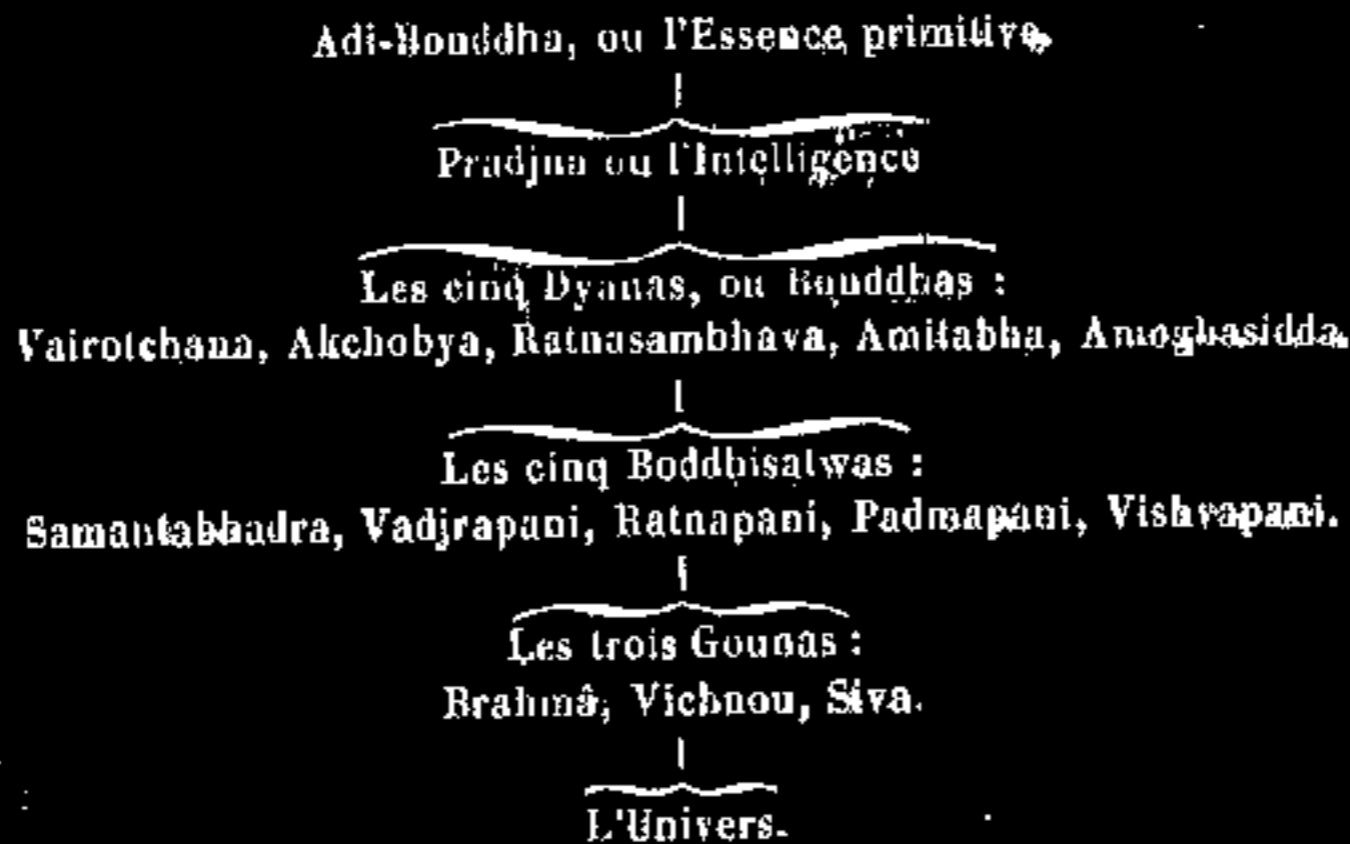 Adi-Bouddha, ou l'Essence primitive,
Pradjna ou l'Intelligence
Les cinq Dyanas, ou Bouddhas :
Vairotchana, Akchobya, Ratnasambhava, Amitabha, Amoghasidda.
Les cinq Boddhisatwas :
Samantabhadra, Vadjrapani, Ratnapani, Padmapani, Vishvapani.
Les trois Gounas :
Brahmâ, Vichnou, Siva.
L'Univers.